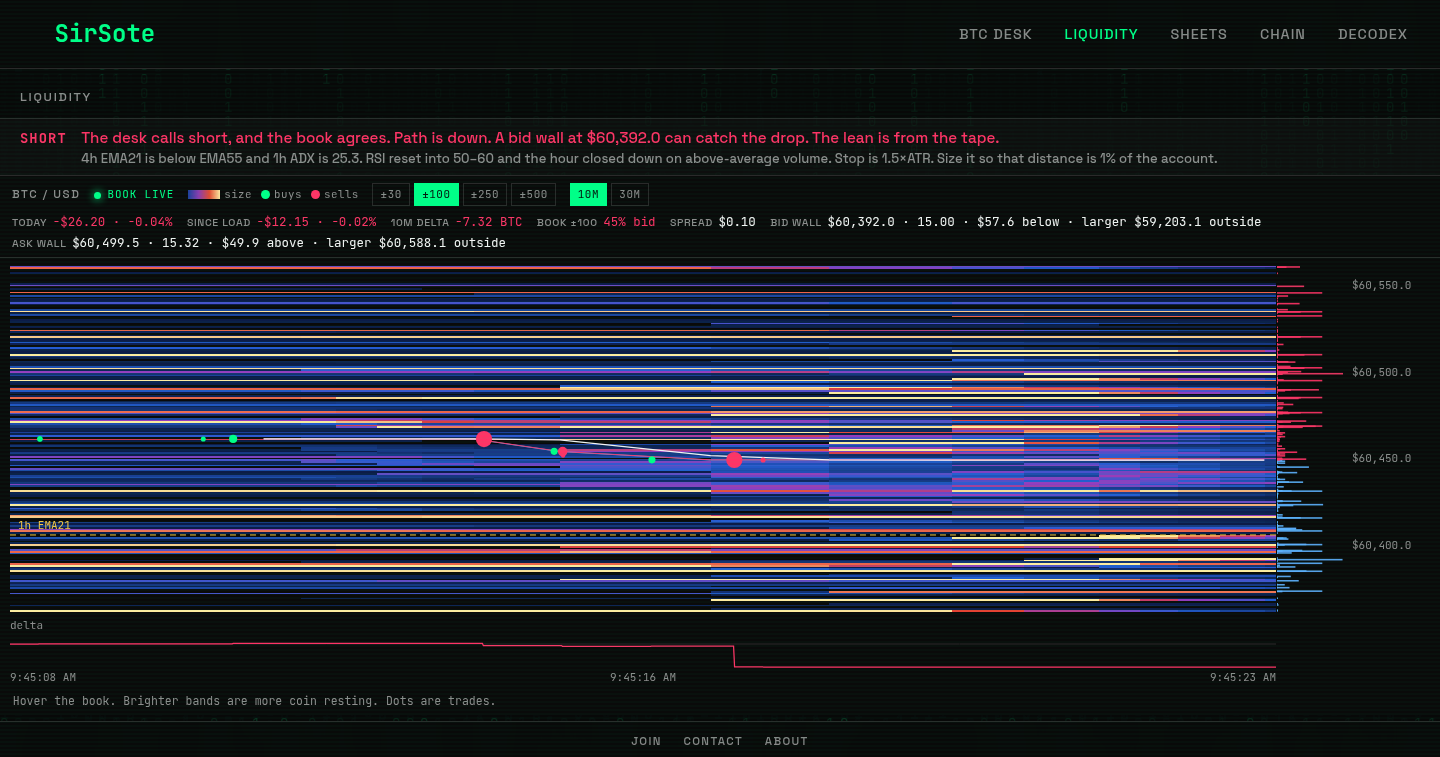 SirSote
BTC DESK LIQUIDITY SHEETS CHAIN DECODEX
LIQUIDITY
SHORT The desk calls short, and the book agrees. Path is down. A bid wall at $60,392.0 can catch the drop. The lean is from the tape.
4h EMA21 is below EMA55 and 1h ADX is 25.3. RSI reset into 50–60 and the hour closed down on above-average volume. Stop is 1.5×ATR. Size it so that distance is 1% of the account.
BTC / USD BOOK LIVE size buys sells ±30 ±100 ±250 ±500 10M 30M
TODAY -$26.20 · -0.04% SINCE LOAD -$12.15 · -0.02% 10M DELTA -7.32 BTC BOOK ±100 45% bid SPREAD $0.10 BID WALL $60,392.0 · 15.00 · $57.6 below · larger $59,203.1 outside
ASK WALL $60,499.5 · 15.32 · $49.9 above · larger $60,588.1 outside
$60,550.0
$60,500.0
$60,450.0
1h EMA21
$60,400.0
delta
9:45:08 AM 9:45:16 AM 9:45:23 AM
Hover the book. Brighter bands are more coin resting. Dots are trades.
JOIN CONTACT ABOUT